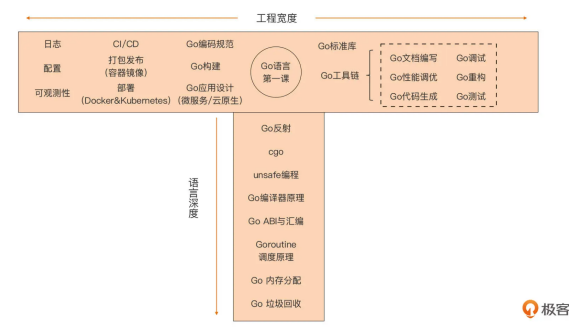 工程宽度
日志
CI/CD
Go编码规范
Go语言
第一课
Go标准库
配置
打包发布
(容器镜像)
Go构建
Go工具链
可观测性
部署
(Docker&Kubernetes)
Go应用设计
(微服务/云原生)
Go文档编写
Go调试
Go性能调优
Go重构
Go代码生成
Go测试
语言深度
Go反射
cgo
unsafe编程
Go编译器原理
Go ABI与汇编
Goroutine
调度原理
Go 内存分配
Go 垃圾回收
极客